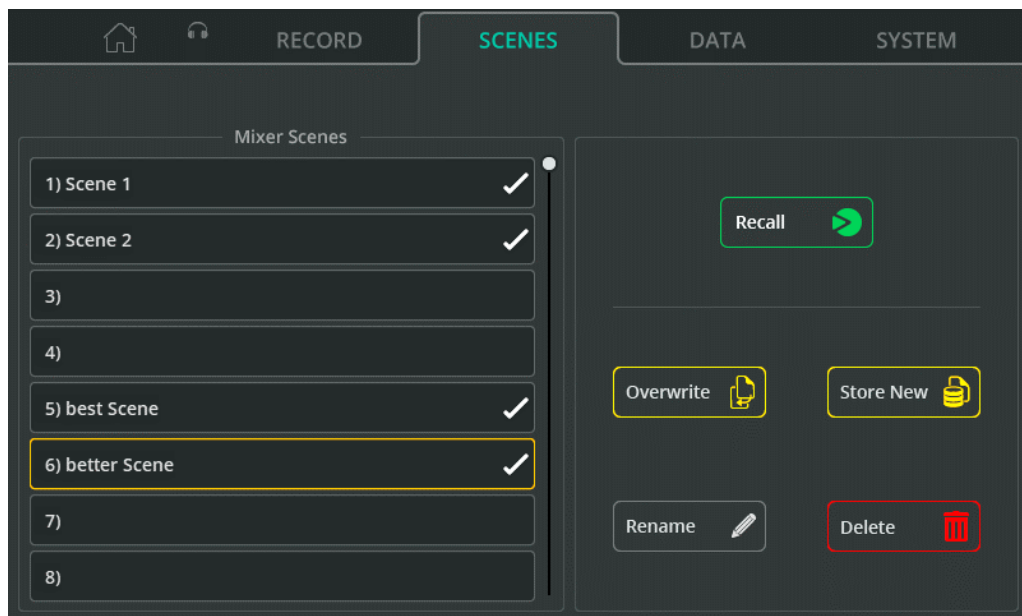 RECORD
SCENES
DATA
SYSTEM
Mixer Scenes
1) Scene 1
2) Scene 2
3)
4)
5) best Scene
6) better Scene
7)
8)
Recall
Overwrite
Store New
Rename
Delete